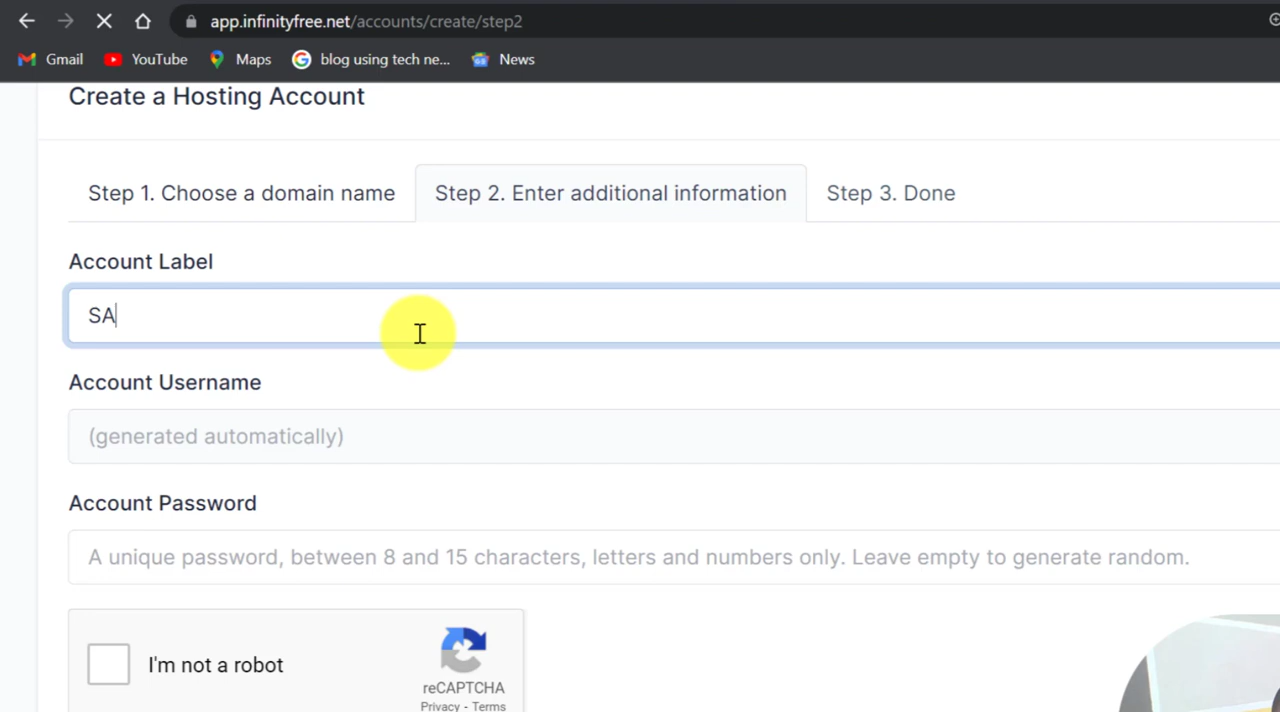 app.infinityfree.net/accounts/create/step2
Gmail YouTube Maps blog using tech ne... News
Create a Hosting Account
Step 1. Choose a domain name Step 2. Enter additional information Step 3. Done
Account Label
SA
Account Username
(generated automatically)
Account Password
A unique password, between 8 and 15 characters, letters and numbers only. Leave empty to generate random.
I'm not a robot
reCAPTCHA
Privacy - Terms